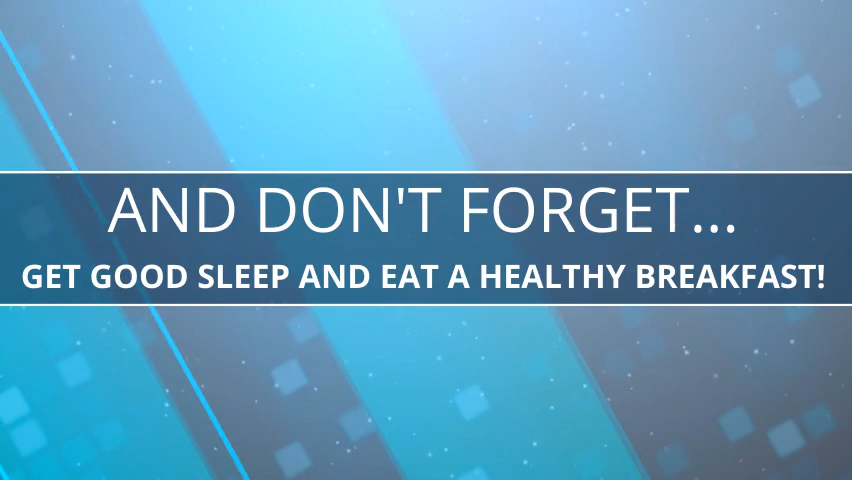 AND DON'T FORGET...
GET GOOD SLEEP AND EAT A HEALTHY BREAKFAST!